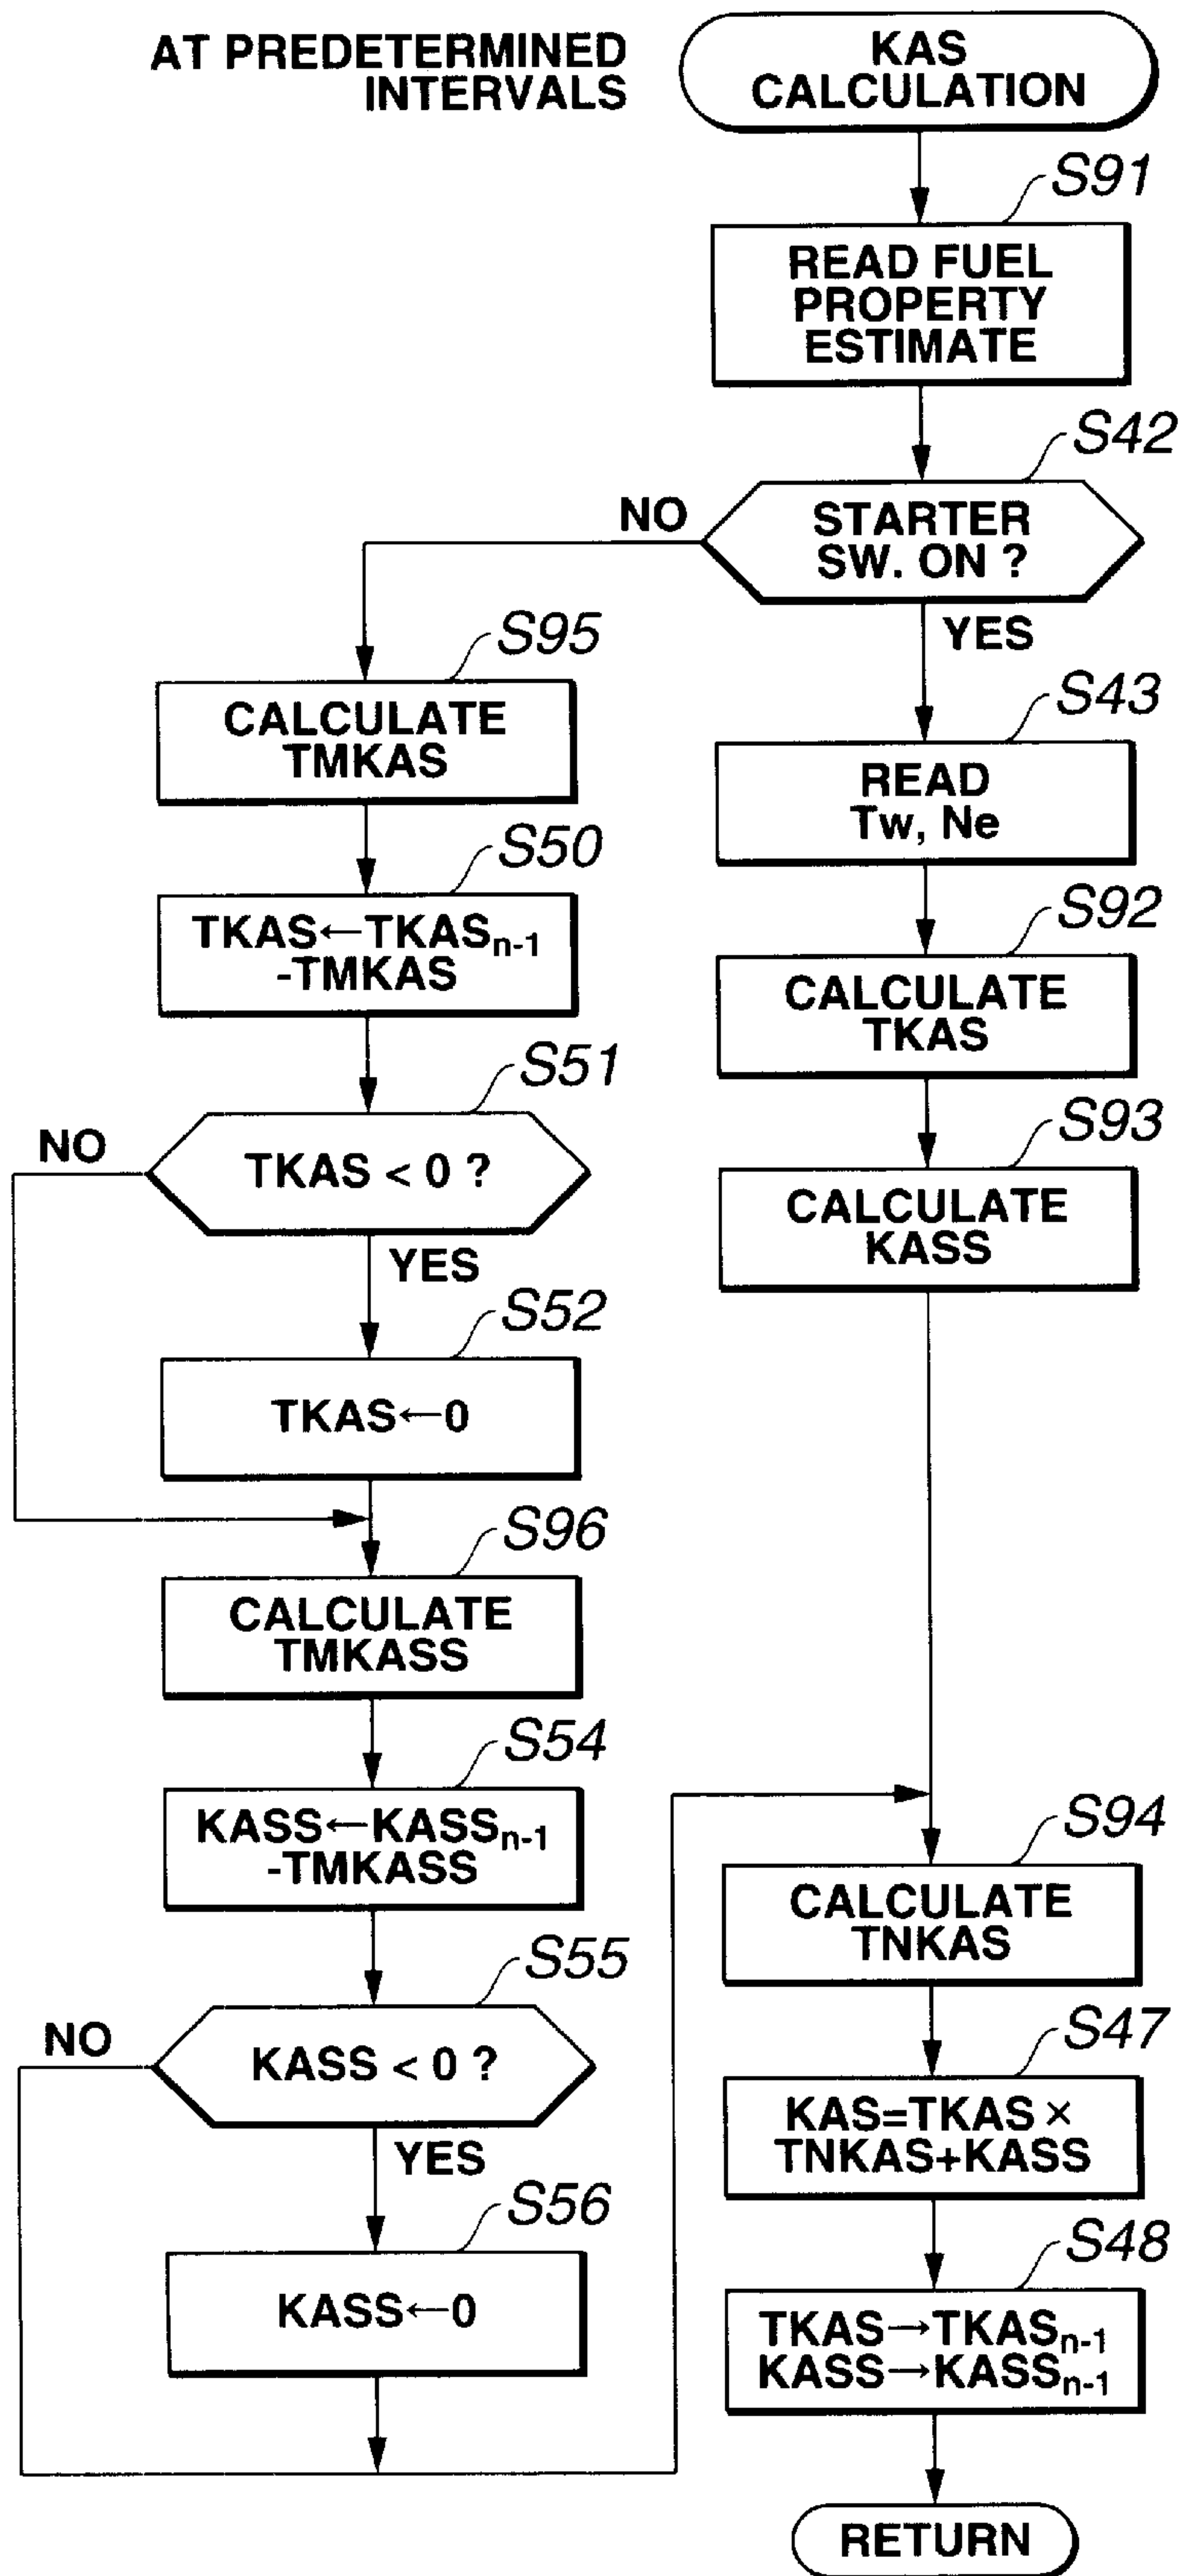 AT PREDETERMINED
INTERVALS
KAS
CALCULATION
S91
READ FUEL
PROPERTY
ESTIMATE
S42
STARTER
SW. ON ?
NO
YES
S43
READ
Tw, Ne
S92
CALCULATE
TKAS
S93
CALCULATE
KASS
S95
CALCULATE
TMKAS
S50
TKAS←TKASn-1
-TMKAS
S51
TKAS < 0 ?
NO
YES
S52
TKAS←0
S96
CALCULATE
TMKASS
S54
KASS←KASSn-1
-TMKASS
S55
KASS < 0 ?
NO
YES
S56
KASS←0
S94
CALCULATE
TNKAS
S47
KAS=TKAS ×
TNKAS+KASS
S48
TKAS→TKASn-1
KASS→KASSn-1
RETURN